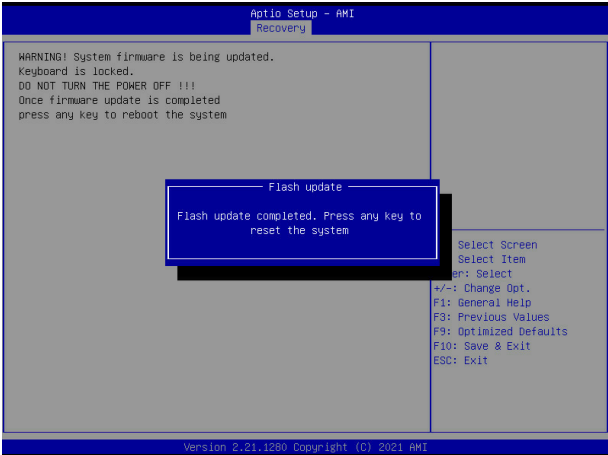 Aptio Setup – AMI
Recovery
WARNING! System firmware is being updated.
Keyboard is locked.
DO NOT TURN THE POWER OFF !!!
Once firmware update is completed
press any key to reboot the system
Flash update
Flash update completed. Press any key to
reset the system
Select Screen
Select Item
er: Select
+/-: Change Opt.
F1: General Help
F3: Previous Values
F9: Optimized Defaults
F10: Save & Exit
ESC: Exit
Version 2.21.1280 Copyright (C) 2021 AMI